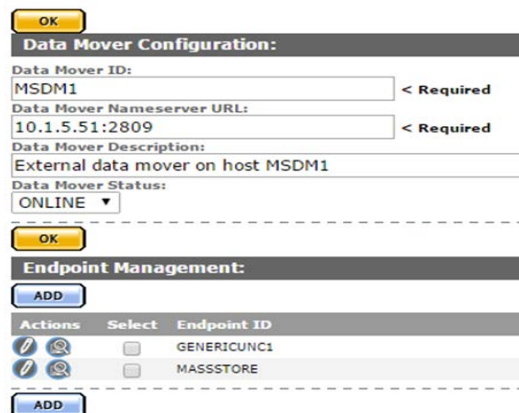 OK
Data Mover Configuration:
Data Mover ID:
MSDM1 < Required
Data Mover Nameserver URL:
10.1.5.51:2809 < Required
Data Mover Description:
External data mover on host MSDM1
Data Mover Status:
ONLINE
OK
Endpoint Management:
ADD
Actions Select Endpoint ID
GENERICUNC1
MASSSTORE
ADD